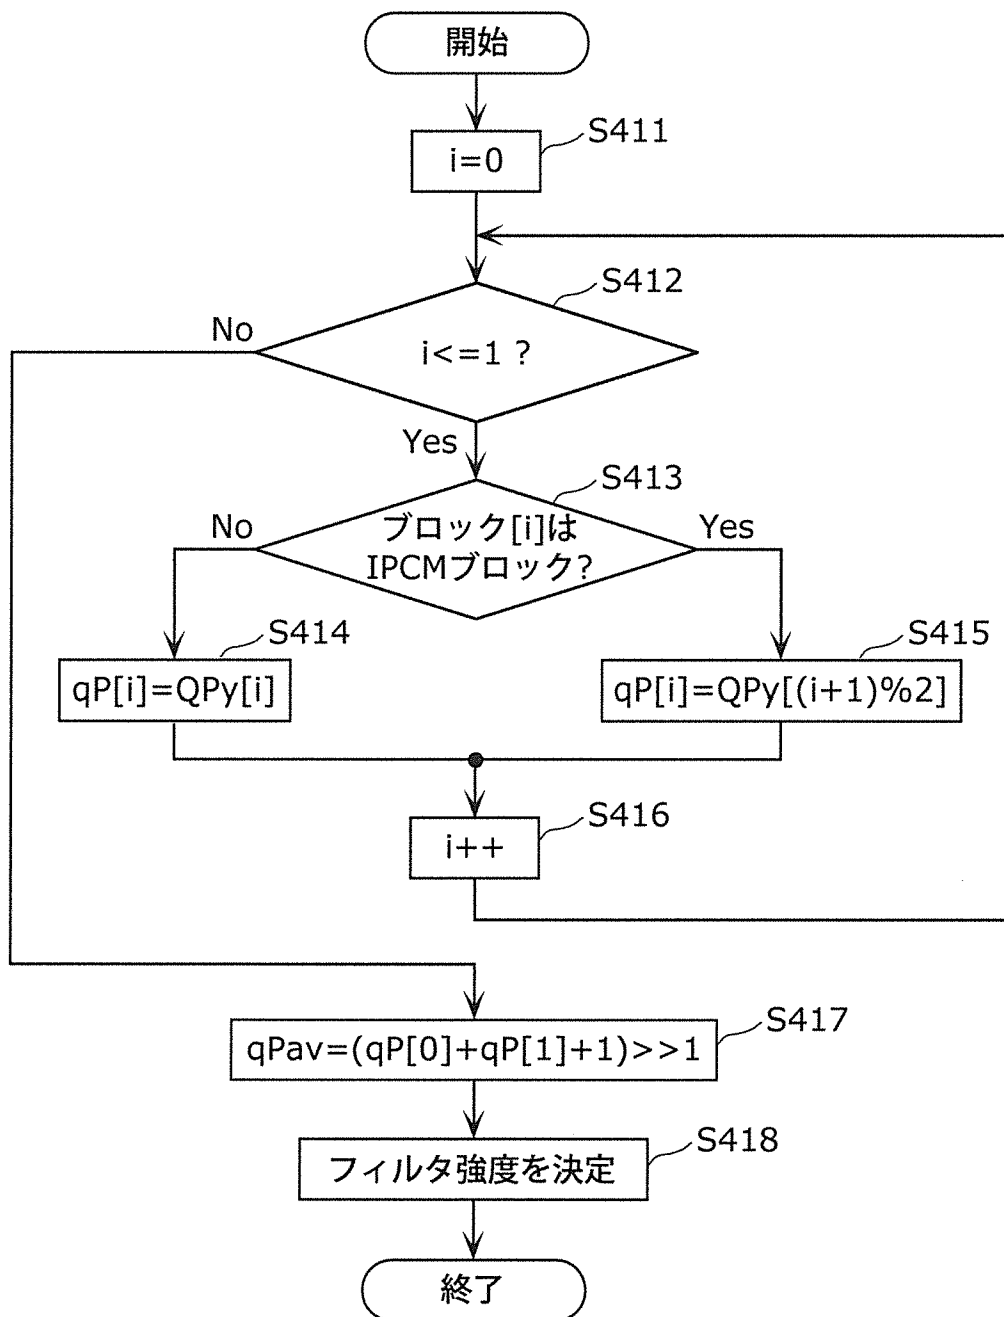 開始
S411
i=0
S412
No
i<=1 ?
Yes
S413
No
ブロック[i]は
Yes
IPCMブロック?
S414
S415
qP[i]=QPy[i]
qP[i]=QPy[(i+1)%2]
S416
i++
S417
qPav=(qP[0]+qP[1]+1)>>1
S418
フィルタ強度を決定
終了